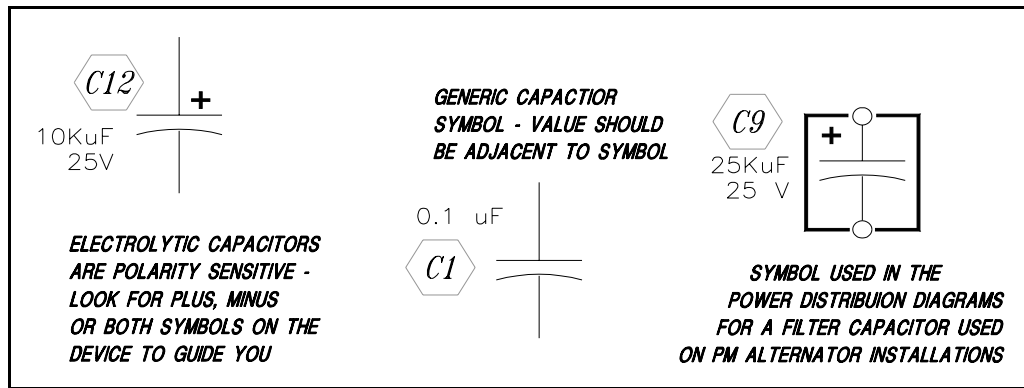 C12
+
10KuF
25V
ELECTROLYTIC CAPACITORS
ARE POLARITY SENSITIVE -
LOOK FOR PLUS, MINUS
OR BOTH SYMBOLS ON THE
DEVICE TO GUIDE YOU
GENERIC CAPACTIOR
SYMBOL - VALUE SHOULD
BE ADJACENT TO SYMBOL
0.1 uF
C1
C9
+
25KuF
25 V
SYMBOL USED IN THE
POWER DISTRIBUION DIAGRAMS
FOR A FILTER CAPACITOR USED
ON PM ALTERNATOR INSTALLATIONS